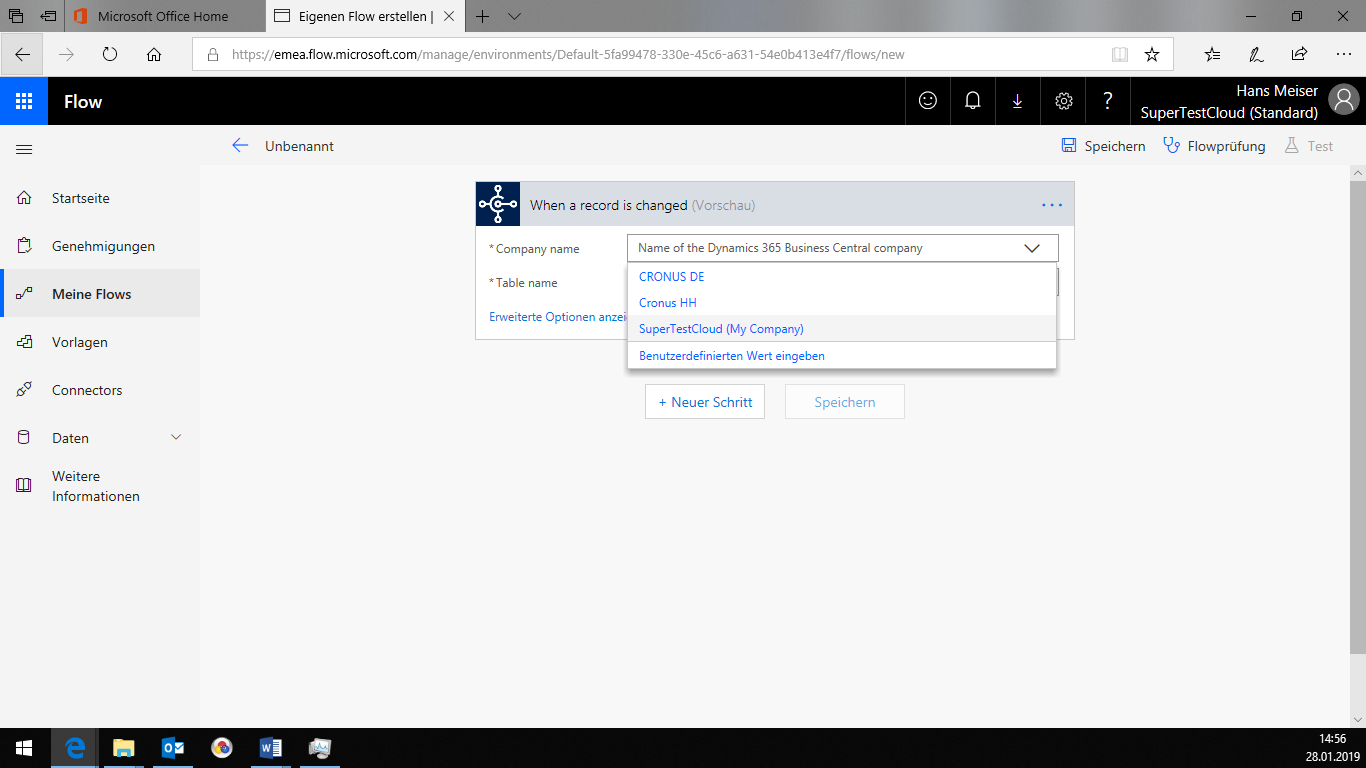 Microsoft Office Home
Eigenen Flow erstellen |
https://emea.flow.microsoft.com/manage/environments/Default-5fa99478-330e-45c6-a631-54e0b413e4f7/flows/new
Flow
?
Hans Meiser
SuperTestCloud (Standard)
Unbenannt
Speichern
Flowprüfung
Test
Startseite
Genehmigungen
Meine Flows
Vorlagen
Connectors
Daten
Weitere
Informationen
When a record is changed (Vorschau)
* Company name
Name of the Dynamics 365 Business Central company
* Table name
Erweiterte Optionen anzei
CRONUS DE
Cronus HH
SuperTestCloud (My Company)
Benutzerdefinierten Wert eingeben
+ Neuer Schritt
Speichern
14:56
28.01.2019